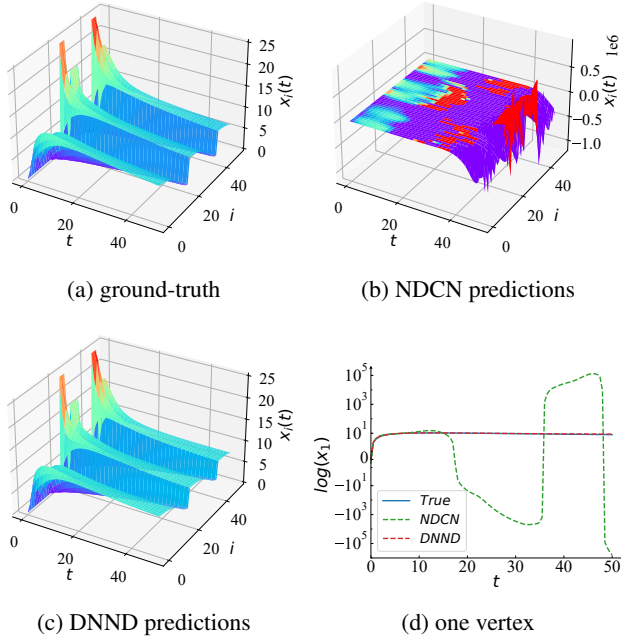 25
20
15
10
5
0
x_i(t)
0
20
40
t
0
20
40
i
(a) ground-truth
1e6
0.5
0.0
−0.5
−1.0
x_i(t)
0
20
40
t
0
20
40
i
(b) NDCN predictions
25
20
15
10
5
0
x_i(t)
0
20
40
t
0
20
40
i
(c) DNND predictions
10^5
10^3
10^1
0
−10^1
−10^3
−10^5
log(x_1)
True
NDCN
DNND
0 10 20 30 40 50
t
(d) one vertex